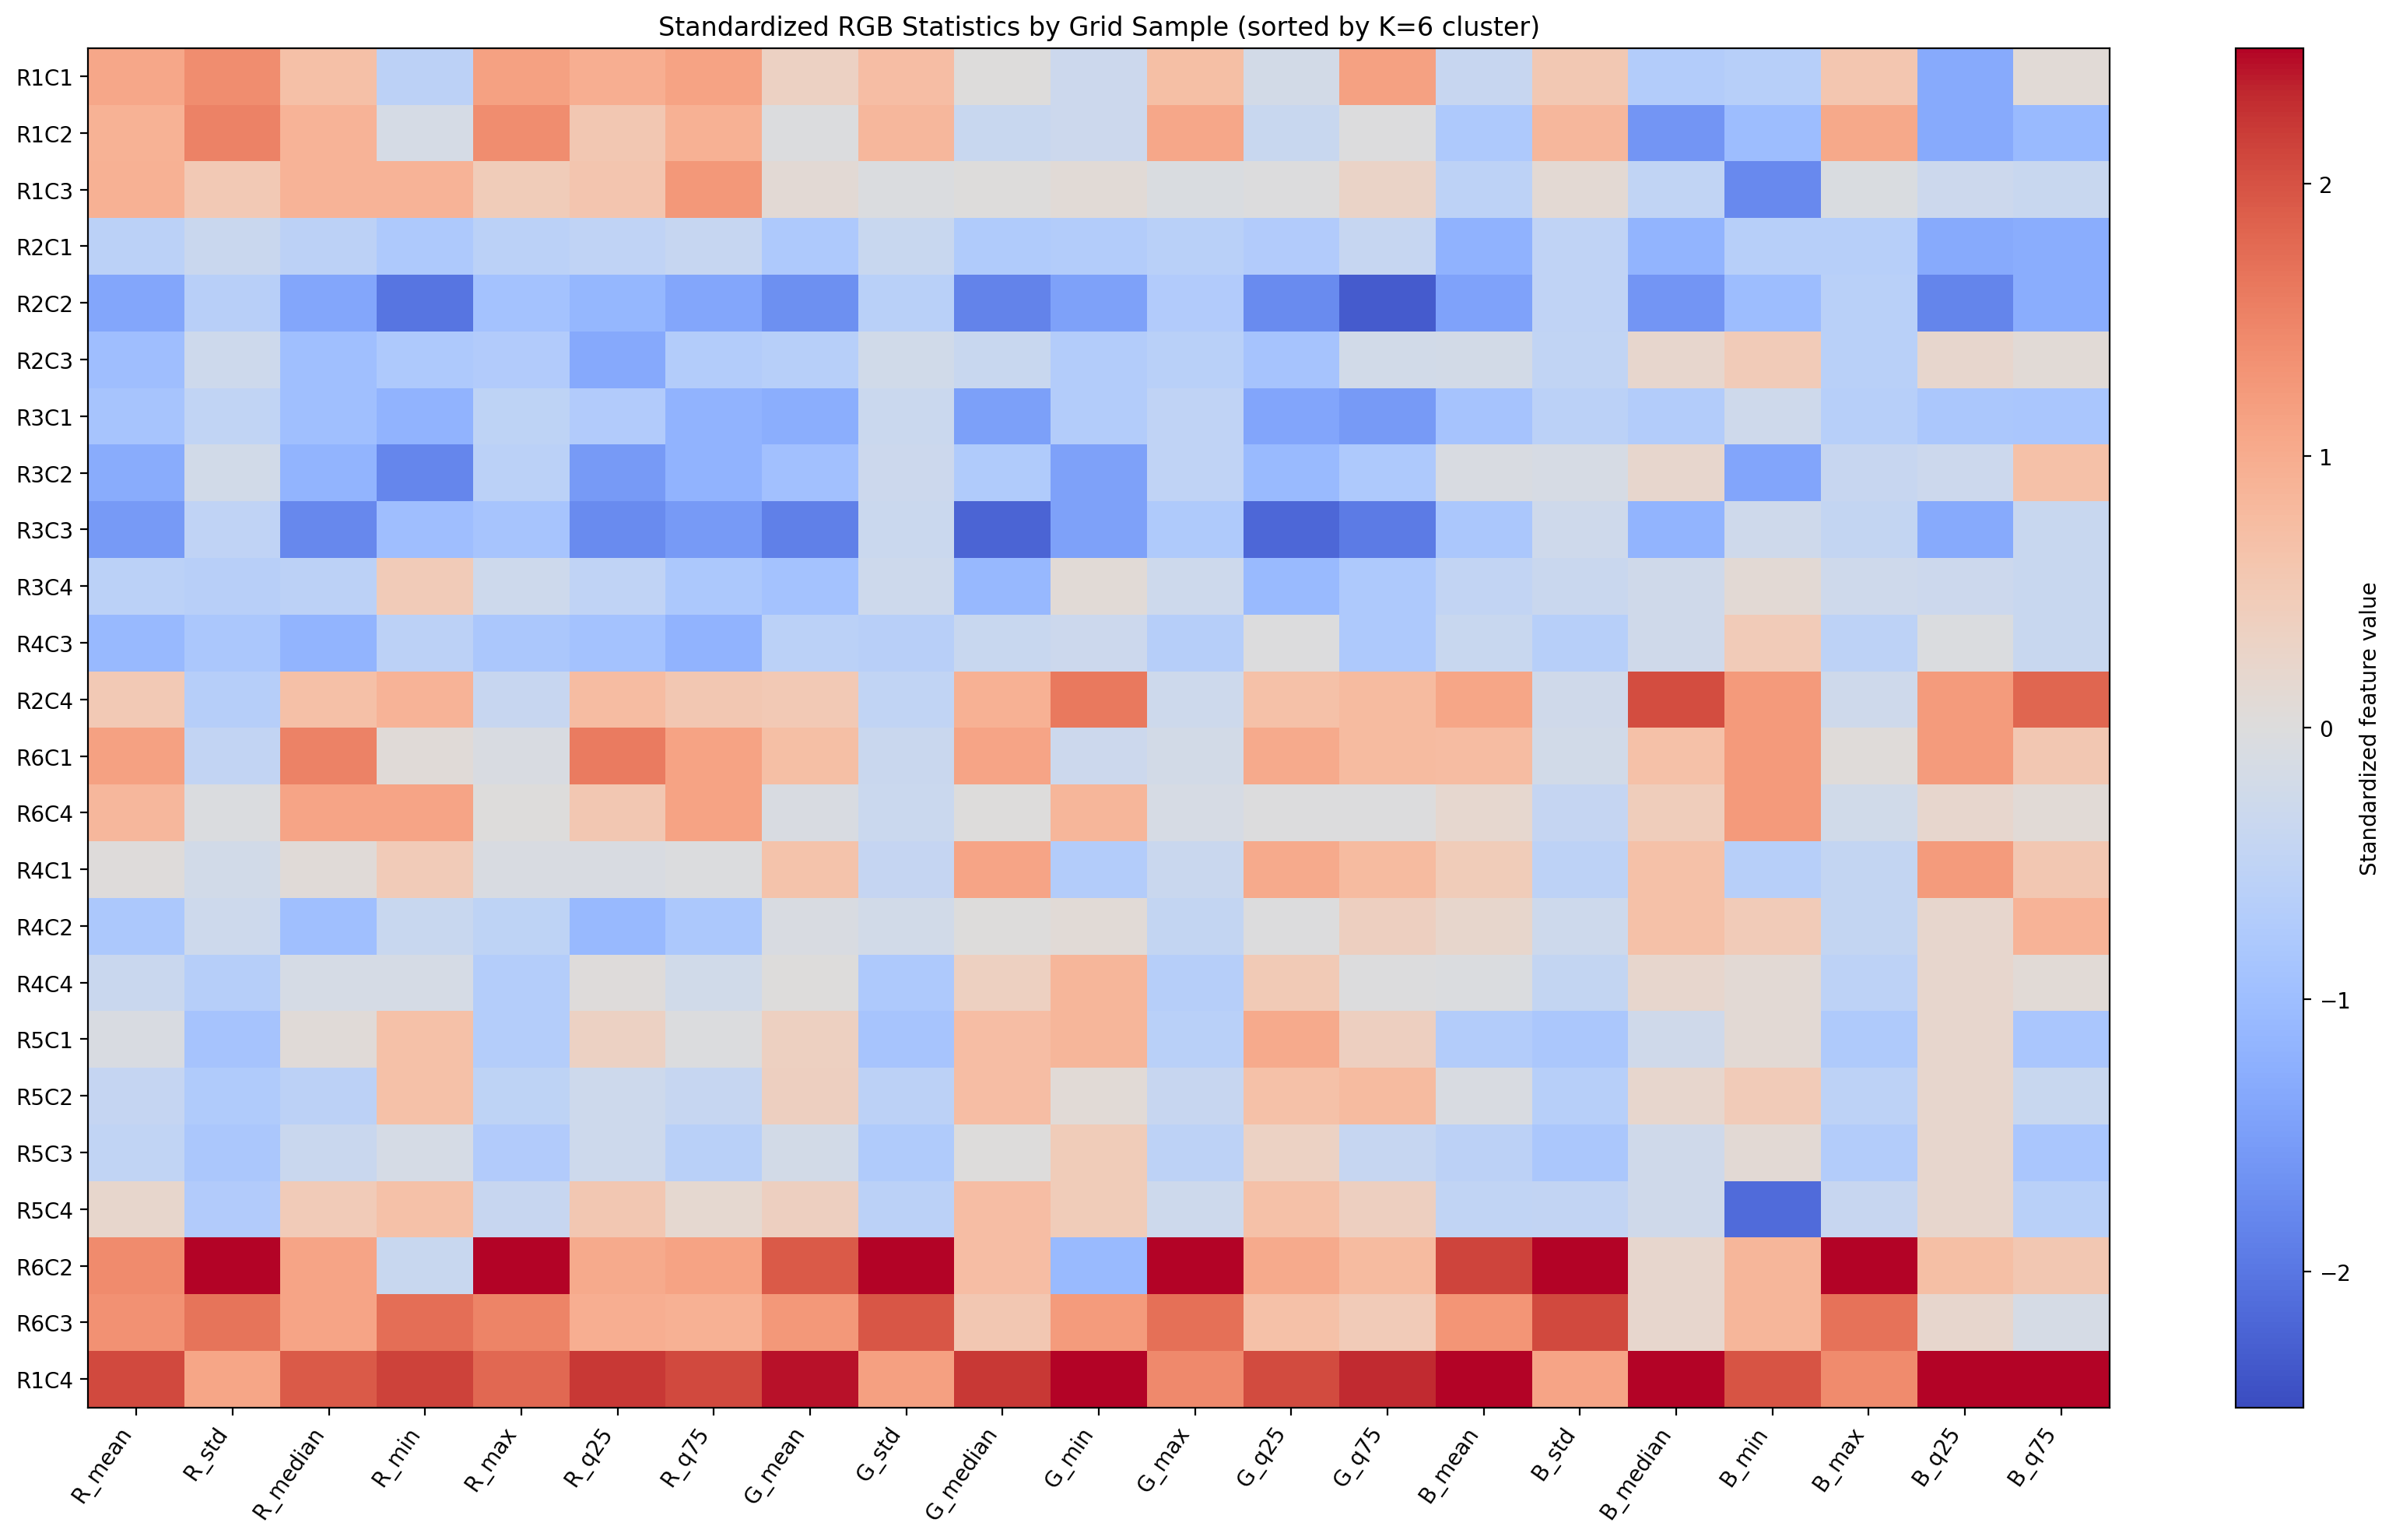 Standardized RGB Statistics by Grid Sample (sorted by K=6 cluster)
R1C1
R1C2
R1C3
R2C1
R2C2
R2C3
R3C1
R3C2
R3C3
R3C4
R4C3
R2C4
R6C1
R6C4
R4C1
R4C2
R4C4
R5C1
R5C2
R5C3
R5C4
R6C2
R6C3
R1C4
R_mean
R_std
R_median
R_min
R_max
R_q25
R_q75
G_mean
G_std
G_median
G_min
G_max
G_q25
G_q75
B_mean
B_std
B_median
B_min
B_max
B_q25
B_q75
2
1
0
−1
−2
Standardized feature value